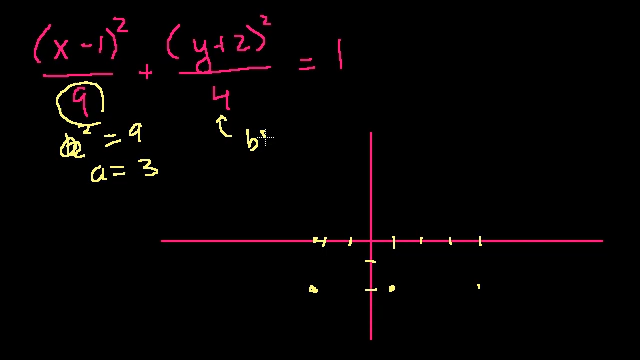 (x-1)²/9 + (y+2)²/4 = 1
a² = 9
a = 3
b²